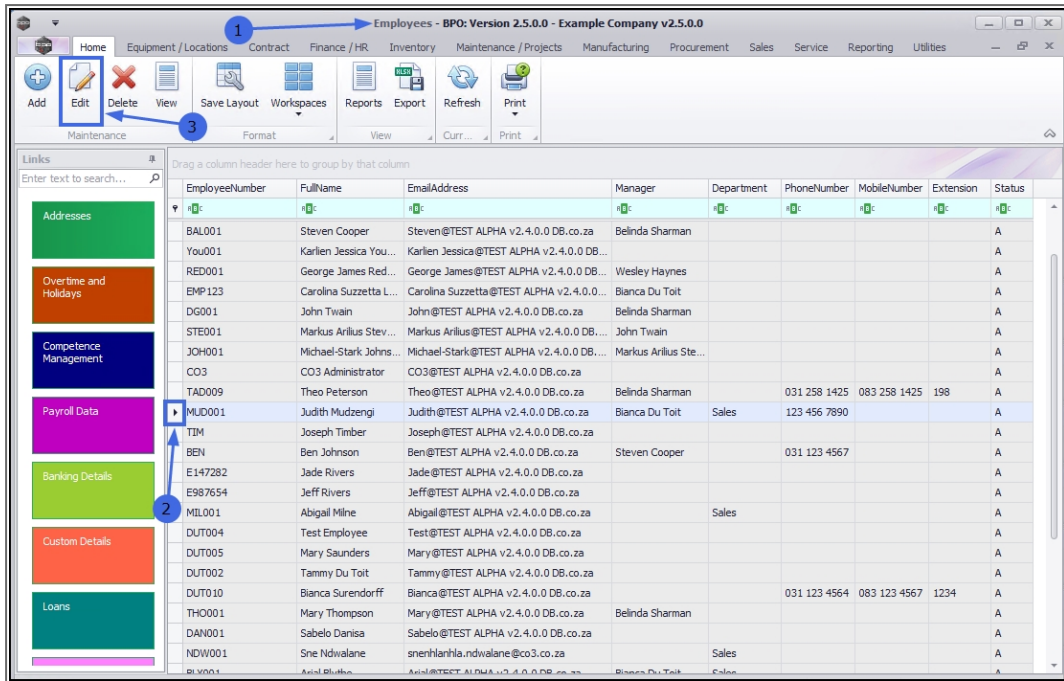 1
Employees - BPO: Version 2.5.0.0 - Example Company v2.5.0.0
Home Equipment / Locations Contract Finance / HR Inventory Maintenance / Projects Manufacturing Procurement Sales Service Reporting Utilities
Add Edit Delete View Save Layout Workspaces Reports Export Refresh Print
3
Maintenance Format View Curr... Print
Links
Drag a column header here to group by that column
Enter text to search...
EmployeeNumber FullName EmailAddress Manager Department PhoneNumber MobileNumber Extension Status
Addresses
Overtime and
Holidays
Competence
Management
Payroll Data
Banking Details
Custom Details
Loans
2
BAL001 Steven Cooper Steven@TEST ALPHA v2.4.0.0 DB.co.za Belinda Sharman A
You001 Karlien Jessica You... Karlien Jessica@TEST ALPHA v2.4.0.0 DB... A
RED001 George James Red... George James@TEST ALPHA v2.4.0.0 DB... Wesley Haynes A
EMP123 Carolina Suzzetta L... Carolina Suzzetta@TEST ALPHA v2.4.0.0... Bianca Du Toit A
DG001 John Twain John@TEST ALPHA v2.4.0.0 DB.co.za Belinda Sharman A
STE001 Markus Arilius Stev... Markus Arilius@TEST ALPHA v2.4.0.0 DB.... John Twain A
JOH001 Michael-Stark Johns... Michael-Stark@TEST ALPHA v2.4.0.0 DB.... Markus Arilius Ste... A
CO3 CO3 Administrator CO3@TEST ALPHA v2.4.0.0 DB.co.za A
TAD009 Theo Peterson Theo@TEST ALPHA v2.4.0.0 DB.co.za Belinda Sharman 031 258 1425 083 258 1425 198 A
MUD001 Judith Mudzengi Judith@TEST ALPHA v2.4.0.0 DB.co.za Bianca Du Toit Sales 123 456 7890 A
TIM Joseph Timber Joseph@TEST ALPHA v2.4.0.0 DB.co.za A
BEN Ben Johnson Ben@TEST ALPHA v2.4.0.0 DB.co.za Steven Cooper 031 123 4567 A
E147282 Jade Rivers Jade@TEST ALPHA v2.4.0.0 DB.co.za A
E987654 Jeff Rivers Jeff@TEST ALPHA v2.4.0.0 DB.co.za A
MIL001 Abigail Milne Abigail@TEST ALPHA v2.4.0.0 DB.co.za Sales A
DUT004 Test Employee Test@TEST ALPHA v2.4.0.0 DB.co.za A
DUT005 Mary Saunders Mary@TEST ALPHA v2.4.0.0 DB.co.za A
DUT002 Tammy Du Toit Tammy@TEST ALPHA v2.4.0.0 DB.co.za A
DUT010 Bianca Surendorff Bianca@TEST ALPHA v2.4.0.0 DB.co.za 031 123 4564 083 123 4567 1234 A
THO001 Mary Thompson Mary@TEST ALPHA v2.4.0.0 DB.co.za Belinda Sharman A
DAN001 Sabelo Danisa Sabelo@TEST ALPHA v2.4.0.0 DB.co.za A
NDW001 Sne Ndwalane snenhlanhla.ndwalane@co3.co.za Sales A
Arial Blythe Arial@TEST ALPHA v2.4.0.0 DB.co.za Bianca Du Toit Sales A